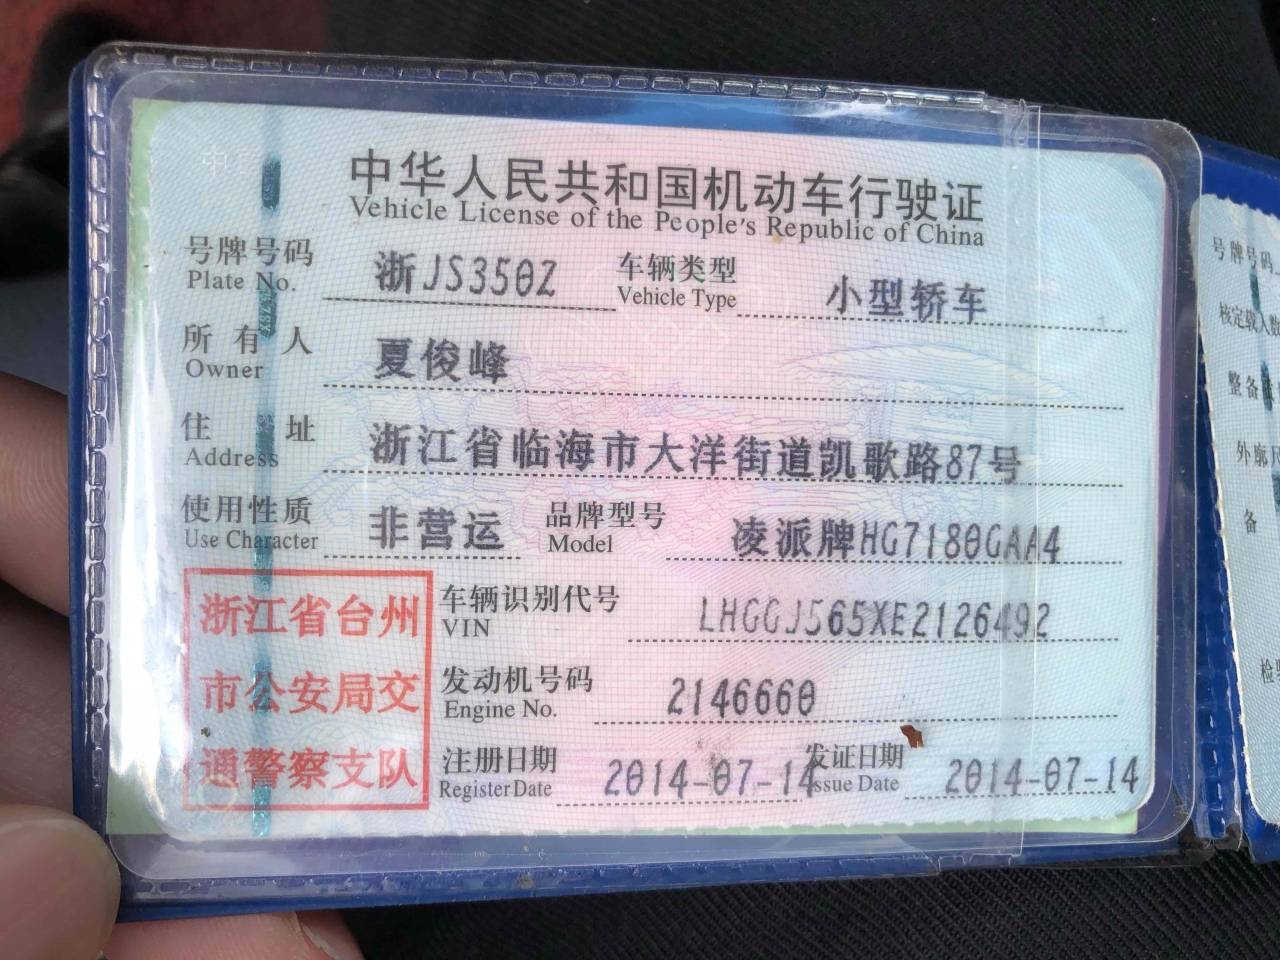 中华人民共和国机动车行驶证
Vehicle License of the People's Republic of China
号牌号码 浙JS350Z 车辆类型 小型轿车
Plate No. Vehicle Type
所有人 夏俊峰
Owner
住址 浙江省临海市大洋街道凯歌路87号
Address
使用性质 非营运 品牌型号 凌派牌HG7180GAA4
Use Character Model
浙江省台州
市公安局交
通警察支队
车辆识别代号 LHGGJ565XE2126492
VIN
发动机号码 2146660
Engine No.
注册日期 2014-07-14 发证日期 2014-07-14
Register Date Issue Date
号牌号码
核定载人数
整备
外廓
备